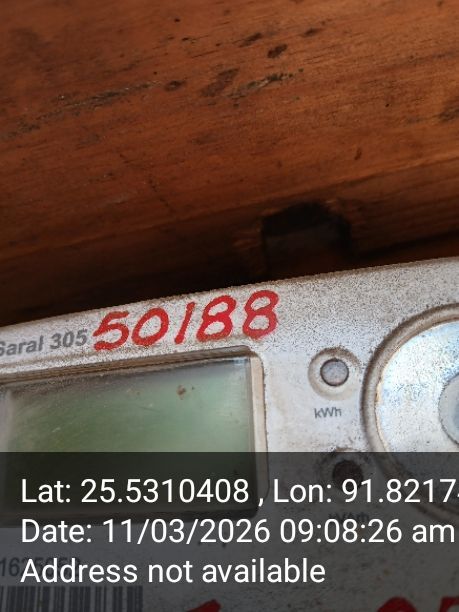 Saral 305 50188
kWh
Lat: 25.5310408 , Lon: 91.8217
Date: 11/03/2026 09:08:26 am
Address not available